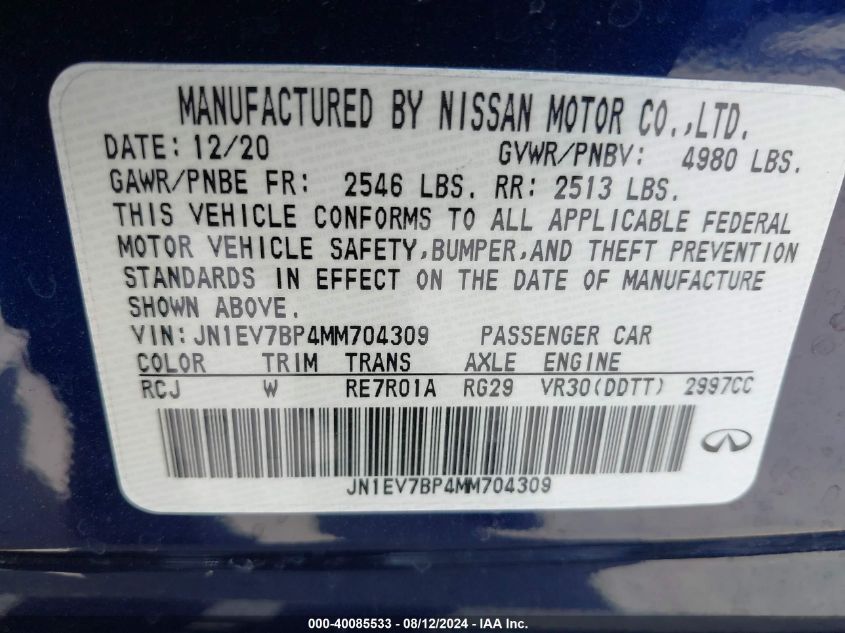 MANUFACTURED BY NISSAN MOTOR CO.,LTD.
DATE: 12/20 GVWR/PNBV: 4980 LBS.
GAWR/PNBE FR: 2546 LBS. RR: 2513 LBS.
THIS VEHICLE CONFORMS TO ALL APPLICABLE FEDERAL
MOTOR VEHICLE SAFETY,BUMPER,AND THEFT PREVENTION
STANDARDS IN EFFECT ON THE DATE OF MANUFACTURE
SHOWN ABOVE.
VIN:JN1EV7BP4MM704309 PASSENGER CAR
COLOR TRIM TRANS AXLE ENGINE
RCJ W RE7R01A RG29 VR30(DDTT) 2997CC
JN1EV7BP4MM704309
000-40085533 - 08/12/2024 - IAA Inc.